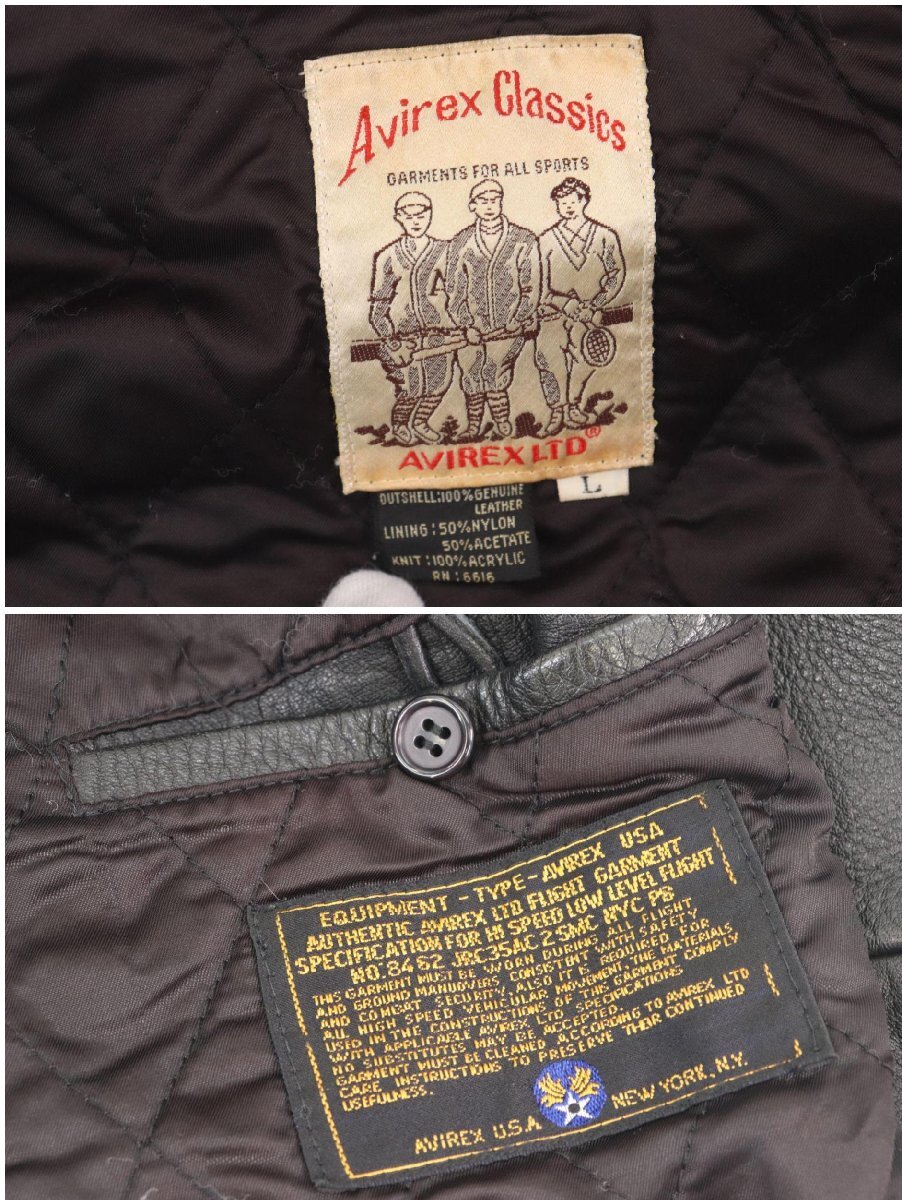 Avirex Classics
GARMENTS FOR ALL SPORTS
A
AVIREX LTD®
L
OUTSHELL:100%GENUINE
LEATHER
LINING:50%NYLON
50%ACETATE
KNIT:100%ACRYLIC
RN:6616
EQUIPMENT - TYPE - AVIREX USA
AUTHENTIC AVIREX LTD FLIGHT GARMENT
SPECIFICATION FOR HI SPEED LOW LEVEL FLIGHT
NO.8462 JRC35AC 2 SMC NYC PB
THIS GARMENT MUST BE WORN DURING ALL FLIGHT
AND GROUND MANUOVERS, CONSISTENT WITH SAFETY
AND COMBAT SECURITY. ALSO IT IS REQUIRED FOR
ALL HIGH SPEED VEHICULAR MOVEMENT. THE MATERIALS
USED IN THE CONSTRUCTIONS OF THIS GARMENT COMPLY
WITH APPLICABLE AVIREX LTD SPECIFICATIONS
NO SUBSTITUTES MAY BE ACCEPTED.
GARMENT MUST BE CLEANED ACCORDING TO AVIREX LTD
CARE INSTRUCTIONS TO PRESERVE THEIR CONTINUED
USEFULNESS.
AVIREX U.S.A NEW YORK. N.Y.